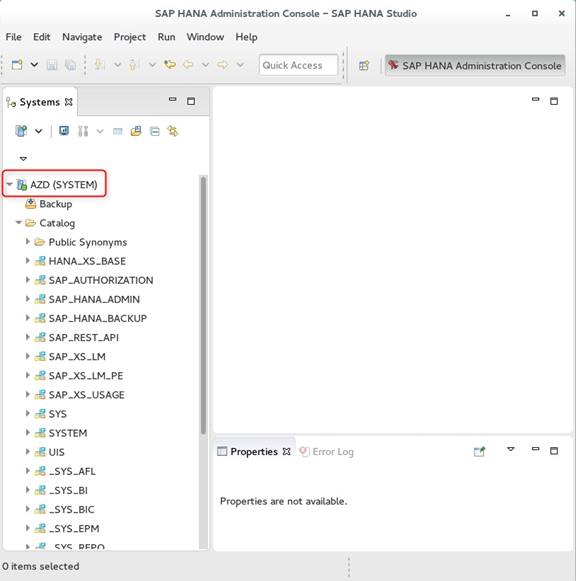 SAP HANA Administration Console – SAP HANA Studio
File Edit Navigate Project Run Window Help
Quick Access
SAP HANA Administration Console
Systems
AZD (SYSTEM)
Backup
Catalog
Public Synonyms
HANA_XS_BASE
SAP_AUTHORIZATION
SAP_HANA_ADMIN
SAP_HANA_BACKUP
SAP_REST_API
SAP_XS_LM
SAP_XS_LM_PE
SAP_XS_USAGE
SYS
SYSTEM
UIS
_SYS_AFL
_SYS_BI
_SYS_BIC
_SYS_EPM
_SYS_REPO
Properties Error Log
Properties are not available.
0 items selected